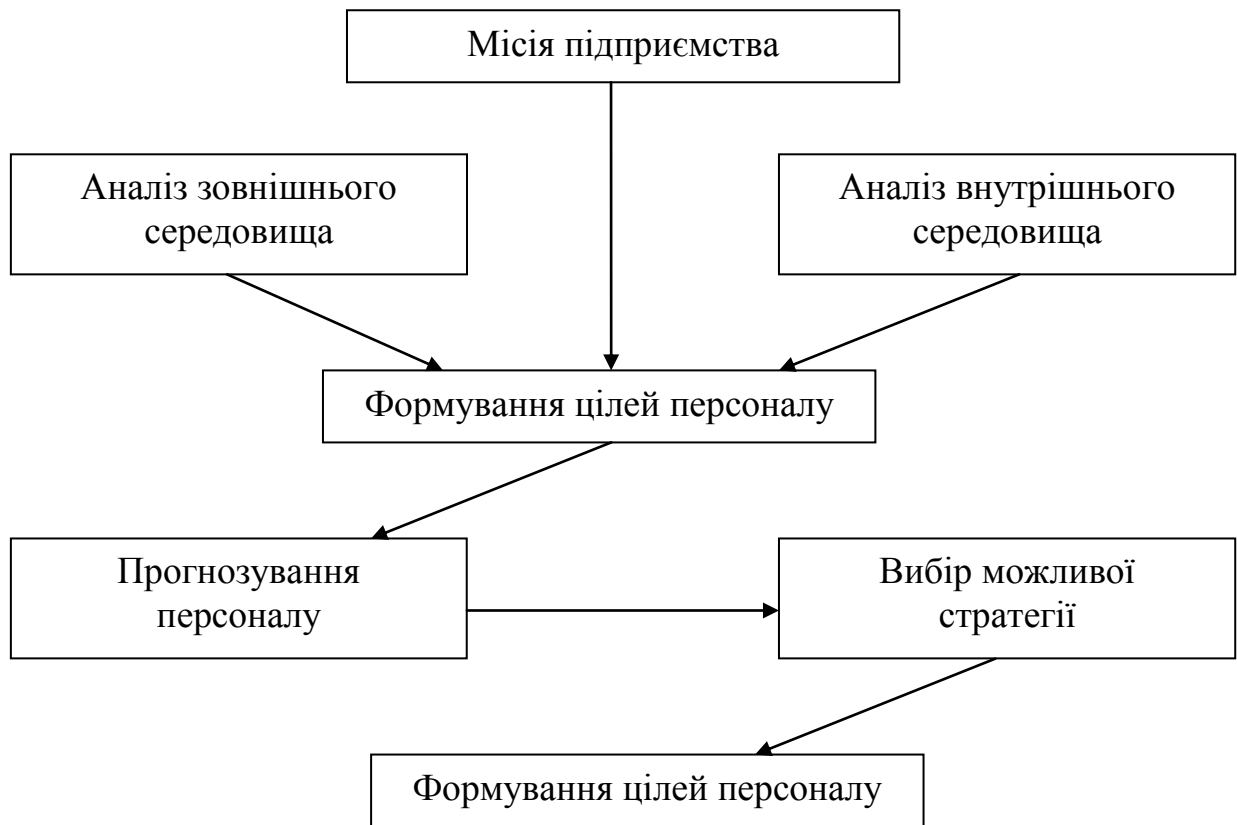 Місія підприємства
Аналіз зовнішнього
середовища
Аналіз внутрішнього
середовища
Формування цілей персоналу
Прогнозування
персоналу
Вибір можливої
стратегії
Формування цілей персоналу